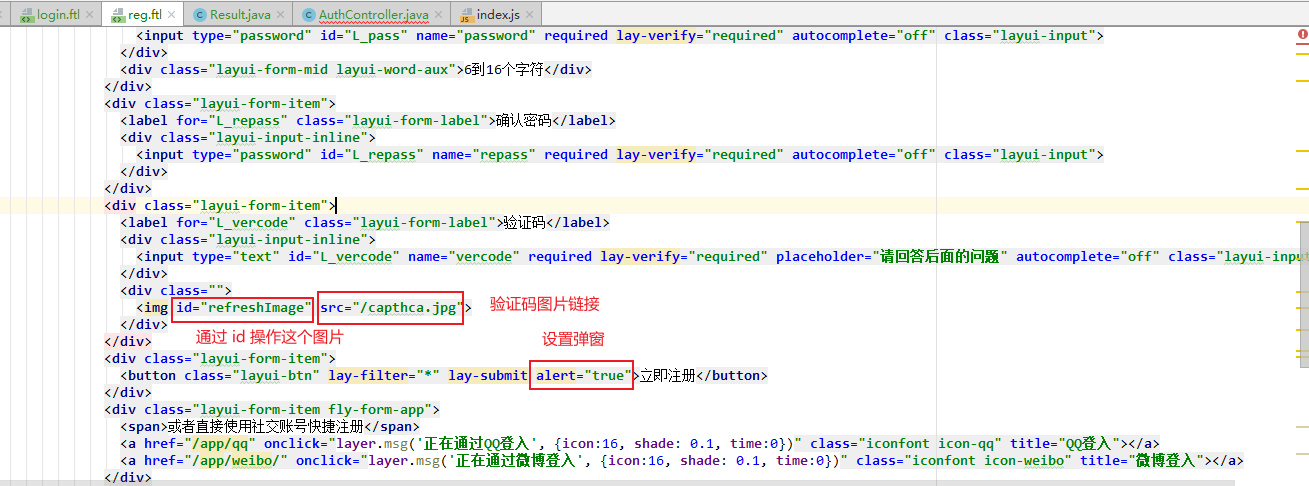 login.ftl reg.ftl Result.java AuthController.java index.js
<input type="password" id="L_pass" name="password" required lay-verify="required" autocomplete="off" class="layui-input">
</div>
<div class="layui-form-mid layui-word-aux">6到16个字符</div>
</div>
<div class="layui-form-item">
<label for="L_repass" class="layui-form-label">确认密码</label>
<div class="layui-input-inline">
<input type="password" id="L_repass" name="repass" required lay-verify="required" autocomplete="off" class="layui-input">
</div>
</div>
<div class="layui-form-item">
<label for="L_vercode" class="layui-form-label">验证码</label>
<div class="layui-input-inline">
<input type="text" id="L_vercode" name="vercode" required lay-verify="required" placeholder="请回答后面的问题" autocomplete="off" class="layui-input
</div>
<div class="">
<img id="refreshImage" src="/capthca.jpg"> 验证码图片链接
</div>
通过 id 操作这个图片 设置弹窗
</div>
<div class="layui-form-item">
<button class="layui-btn" lay-filter="*" lay-submit alert="true">立即注册</button>
</div>
<div class="layui-form-item fly-form-app">
<span>或者直接使用社交账号快捷注册</span>
<a href="/app/qq" onclick="layer.msg('正在通过QQ登入', {icon:16, shade: 0.1, time:0})" class="iconfont icon-qq" title="QQ登入"></a>
<a href="/app/weibo/" onclick="layer.msg('正在通过微博登入', {icon:16, shade: 0.1, time:0})" class="iconfont icon-weibo" title="微博登入"></a>
</div>